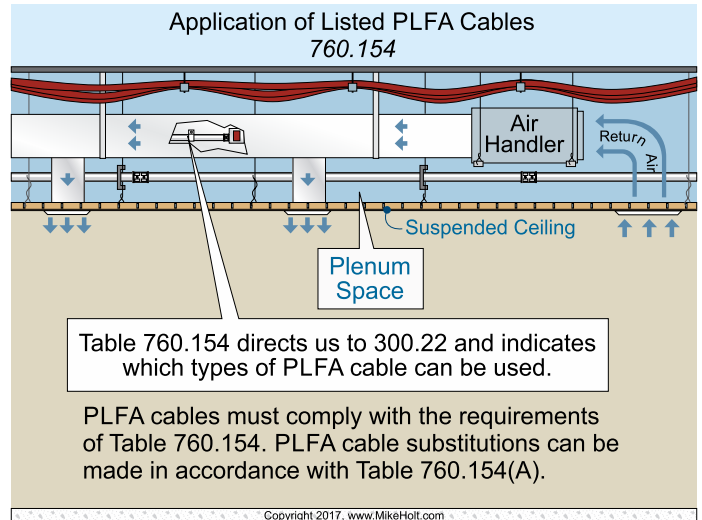 Application of Listed PLFA Cables
760.154
Air
Handler
Return Air
Suspended Ceiling
Plenum
Space
Table 760.154 directs us to 300.22 and indicates
which types of PLFA cable can be used.
PLFA cables must comply with the requirements
of Table 760.154. PLFA cable substitutions can be
made in accordance with Table 760.154(A).
Copyright 2017, www.MikeHolt.com